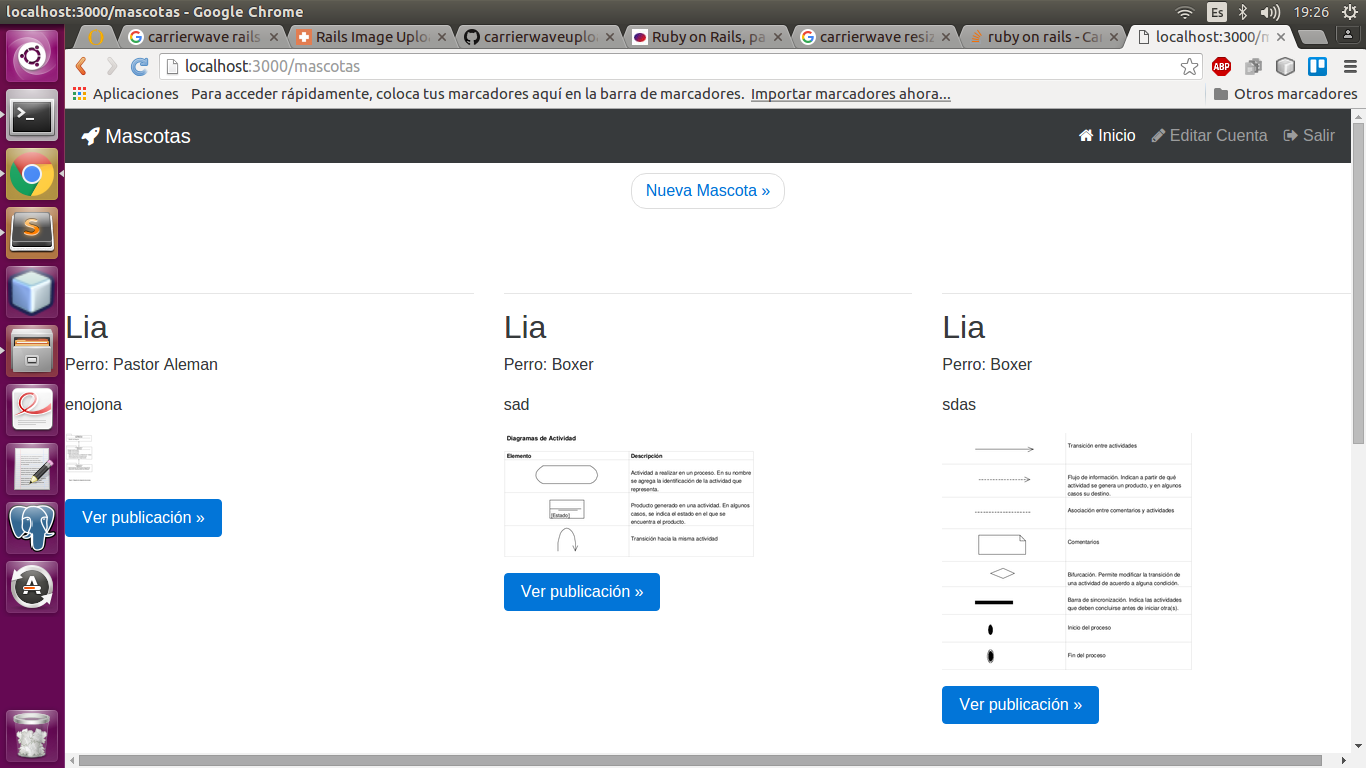 localhost:3000/mascotas - Google Chrome
Es
19:26
carrierwave rails
Rails Image Uplo
carrierwaveuplo
Ruby on Rails, pa
carrierwave resiz
ruby on rails - Ca
localhost:3000/m
localhost:3000/mascotas
ABP
Aplicaciones
Para acceder rápidamente, coloca tus marcadores aquí en la barra de marcadores. Importar marcadores ahora...
Otros marcadores
Mascotas
Inicio
Editar Cuenta
Salir
Nueva Mascota »
Lia
Perro: Pastor Aleman
enojona
Ver publicación »
Lia
Perro: Boxer
sad
Diagramas de Actividad
Elemento
Descripción
Actividad a realizar en un proceso. En su nombre
se agrega la identificación de la actividad que
representa.
[Estado]
Producto generado en una actividad. En algunos
casos, se indica el estado en el que se
encuentra el producto.
Transición hacia la misma actividad
Ver publicación »
Lia
Perro: Boxer
sdas
Transición entre actividades
Flujo de información. Indican a partir de qué
actividad se genera un producto, y en algunos
casos su destino.
Asociación entre comentarios y actividades
Comentarios
Bifurcación. Permite modificar la transición de
una actividad de acuerdo a alguna condición.
Barra de sincronización. Indica las actividades
que deben concluirse antes de iniciar otra(s).
Inicio del proceso
Fin del proceso
Ver publicación »